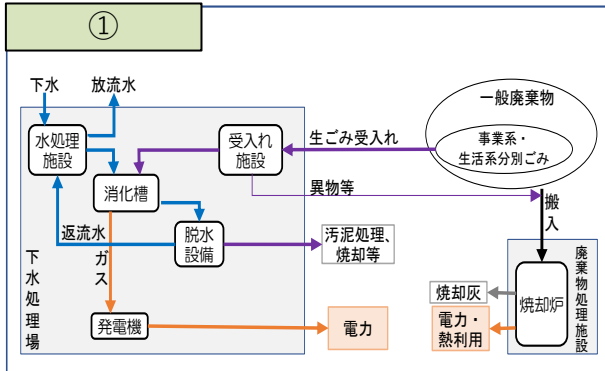 ①
下水
放流水
一般廃棄物
水処理
施設
受入れ
施設
生ごみ受入れ
事業系・
生活系分別ごみ
消化槽
異物等
搬入
返流水
脱水
設備
汚泥処理、
焼却等
ガス
下水処理場
発電機
電力
焼却灰
電力・
熱利用
焼却炉
廃棄物処理施設